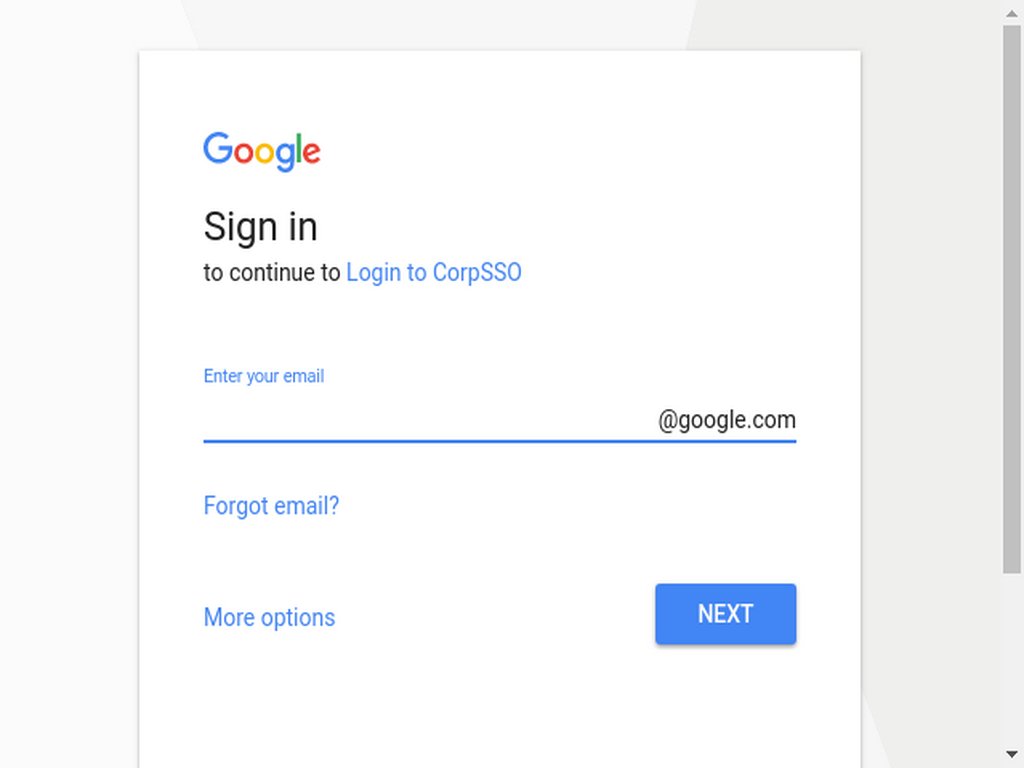 Google
Sign in
to continue to Login to CorpSSO
Enter your email
@google.com
Forgot email?
More options
NEXT